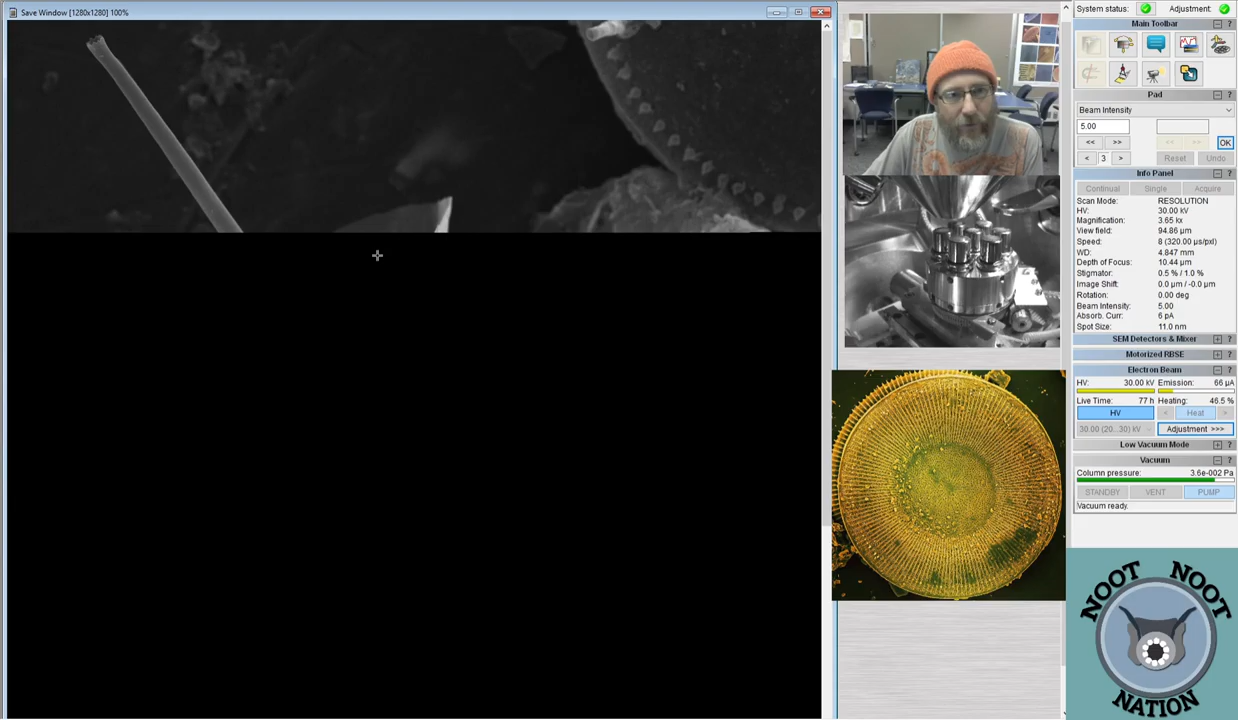 Save Window [1280x1280] 100%
System status: Adjustment:
Main Toolbar
Pad
Beam Intensity
5.00
<< >> << >> OK
< 3 > Reset Undo
Info Panel
Continual Single Acquire
Scan Mode: RESOLUTION
HV: 30.00 kV
Magnification: 3.65 kx
View field: 94.86 µm
Speed: 8 (320.00 µs/pxl)
WD: 4.847 mm
Depth of Focus: 10.44 µm
Stigmator: 0.5 % / 1.0 %
Image Shift: 0.0 µm / -0.0 µm
Rotation: 0.00 deg
Beam Intensity: 5.00
Absorb. Curr: 6 pA
Spot Size: 11.0 nm
SEM Detectors & Mixer
Motorized RBSE
Electron Beam
HV: 30.00 kV Emission: 66 µA
Live Time: 77 h Heating: 46.5 %
HV < Heat >
30.00 (20...30) kV Adjustment >>>
Low Vacuum Mode
Vacuum
Column pressure: 3.6e-002 Pa
STANDBY VENT PUMP
Vacuum ready.
NOOT NOOT
NATION